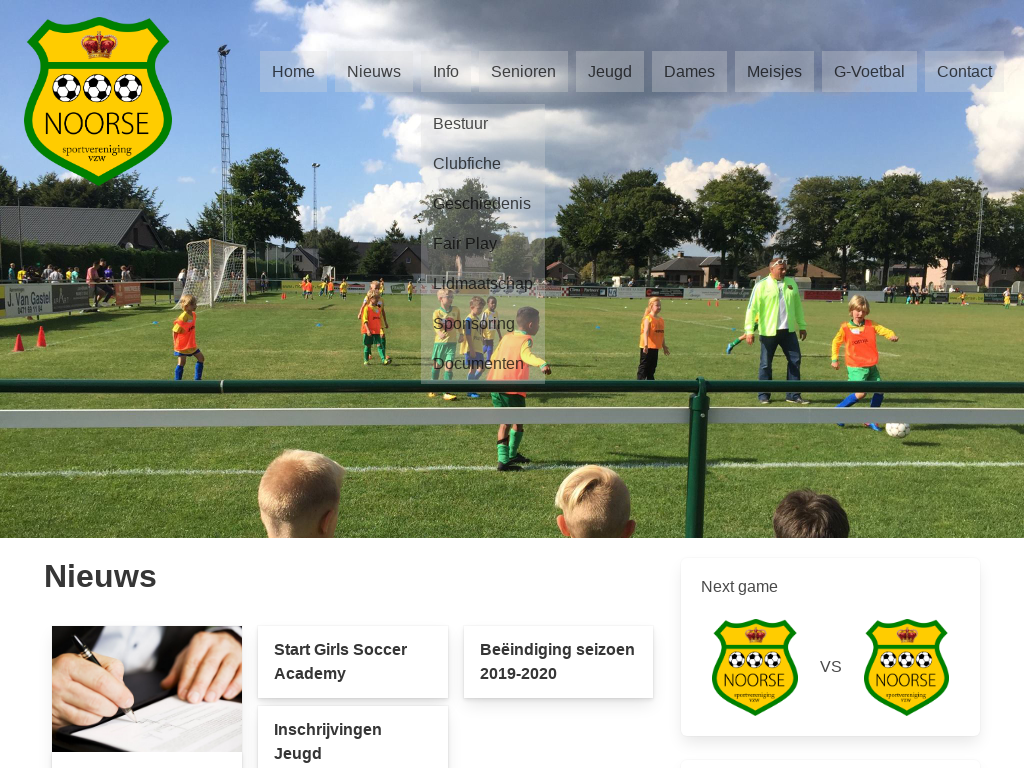 NOORSE
sportvereniging
vzw
Home
Nieuws
Info
Senioren
Jeugd
Dames
Meisjes
G-Voetbal
Contact
Bestuur
Clubfiche
Geschiedenis
Fair Play
Lidmaatschap
Sponsoring
Documenten
J. Van Gastel
Nieuws
Start Girls Soccer
Academy
Beëindiging seizoen
2019-2020
Inschrijvingen
Jeugd
Next game
NOORSE
sportvereniging
vzw
VS
NOORSE
sportvereniging
vzw